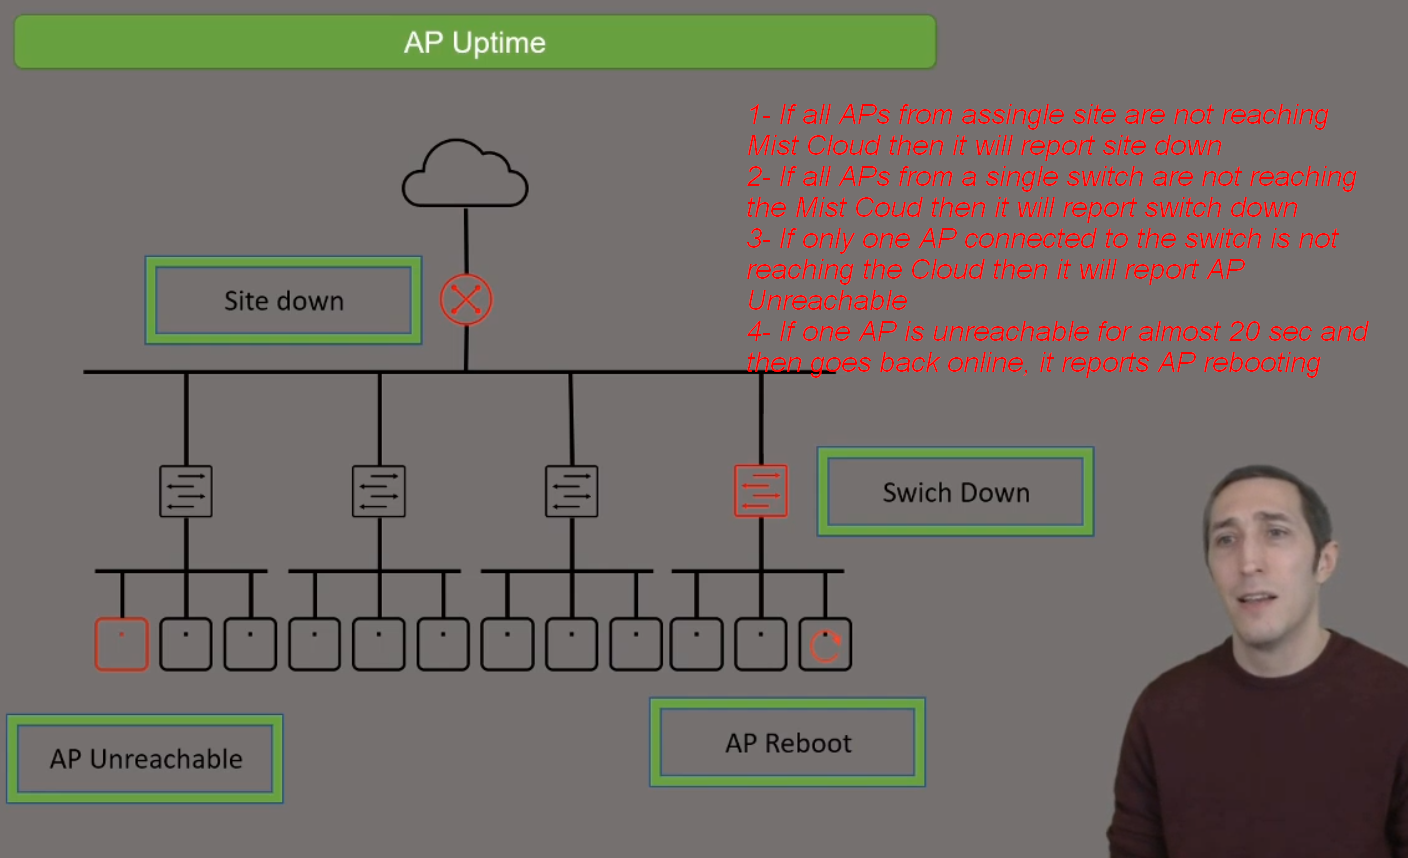 AP Uptime
1- If all APs from assingle site are not reaching
Mist Cloud then it will report site down
2- If all APs from a single switch are not reaching
the Mist Coud then it will report switch down
3- If only one AP connected to the switch is not
reaching the Cloud then it will report AP
Unreachable
4- If one AP is unreachable for almost 20 sec and
then goes back online, it reports AP rebooting
Site down
Swich Down
AP Unreachable
AP Reboot